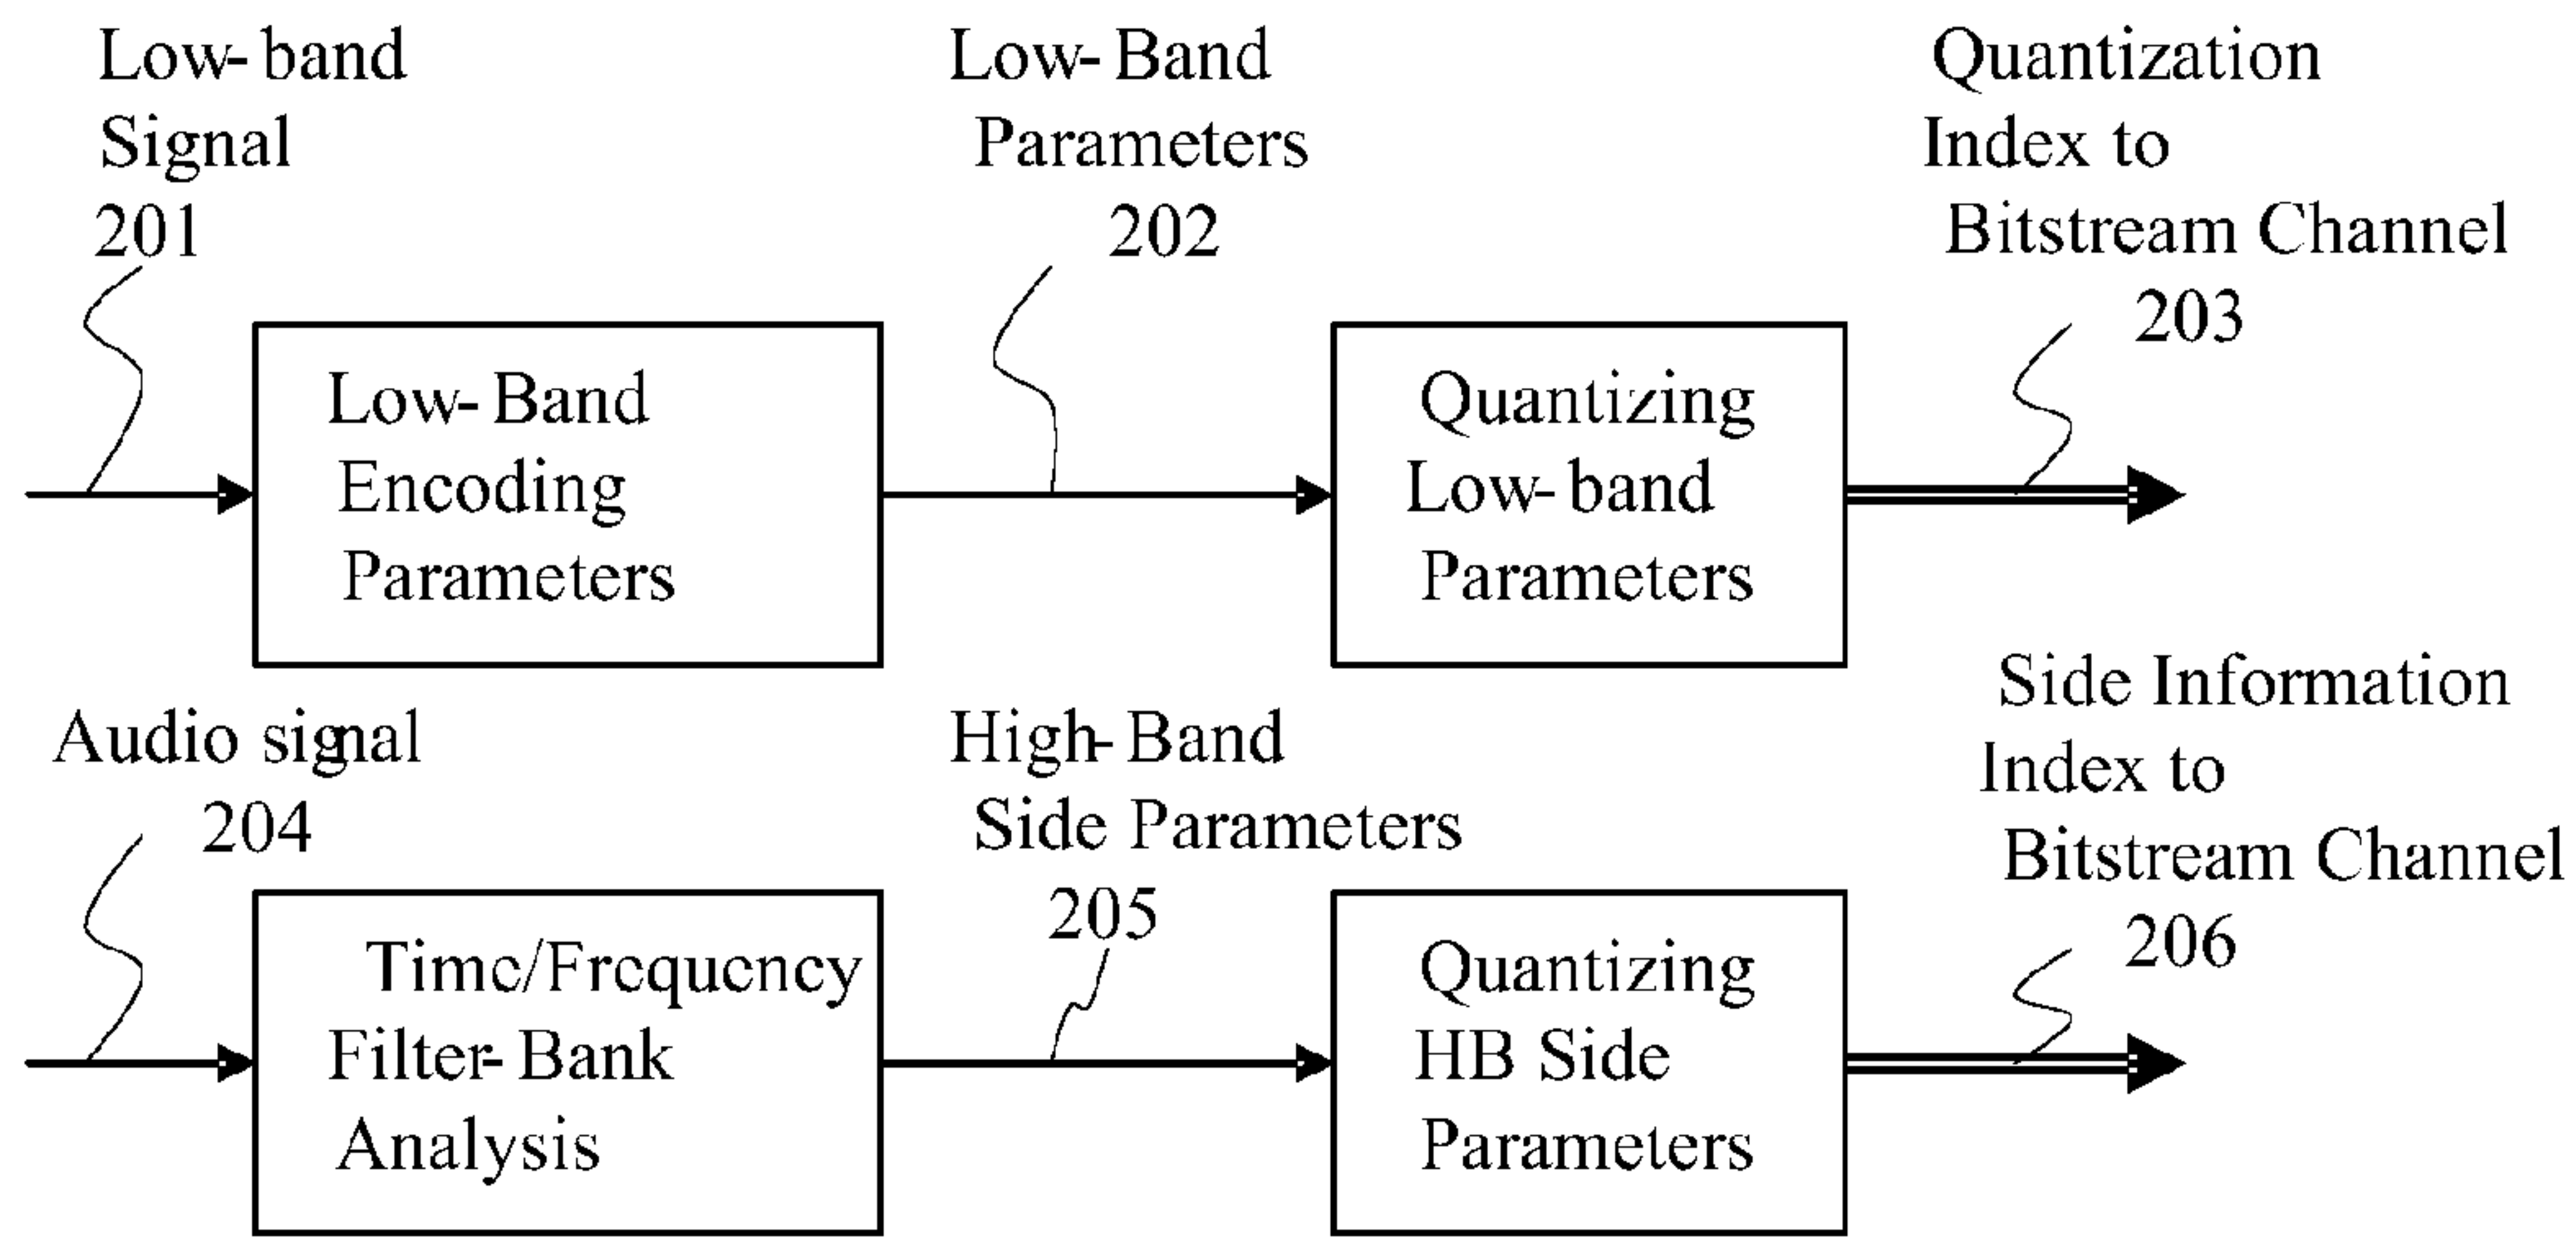 Low-band
Signal
201
Low-Band
Parameters
202
Quantization
Index to
Bitstream Channel
203
Low-Band
Encoding
Parameters
Quantizing
Low-band
Parameters
Audio signal
204
High-Band
Side Parameters
205
Side Information
Index to
Bitstream Channel
206
Time/Frequency
Filter-Bank
Analysis
Quantizing
HB Side
Parameters